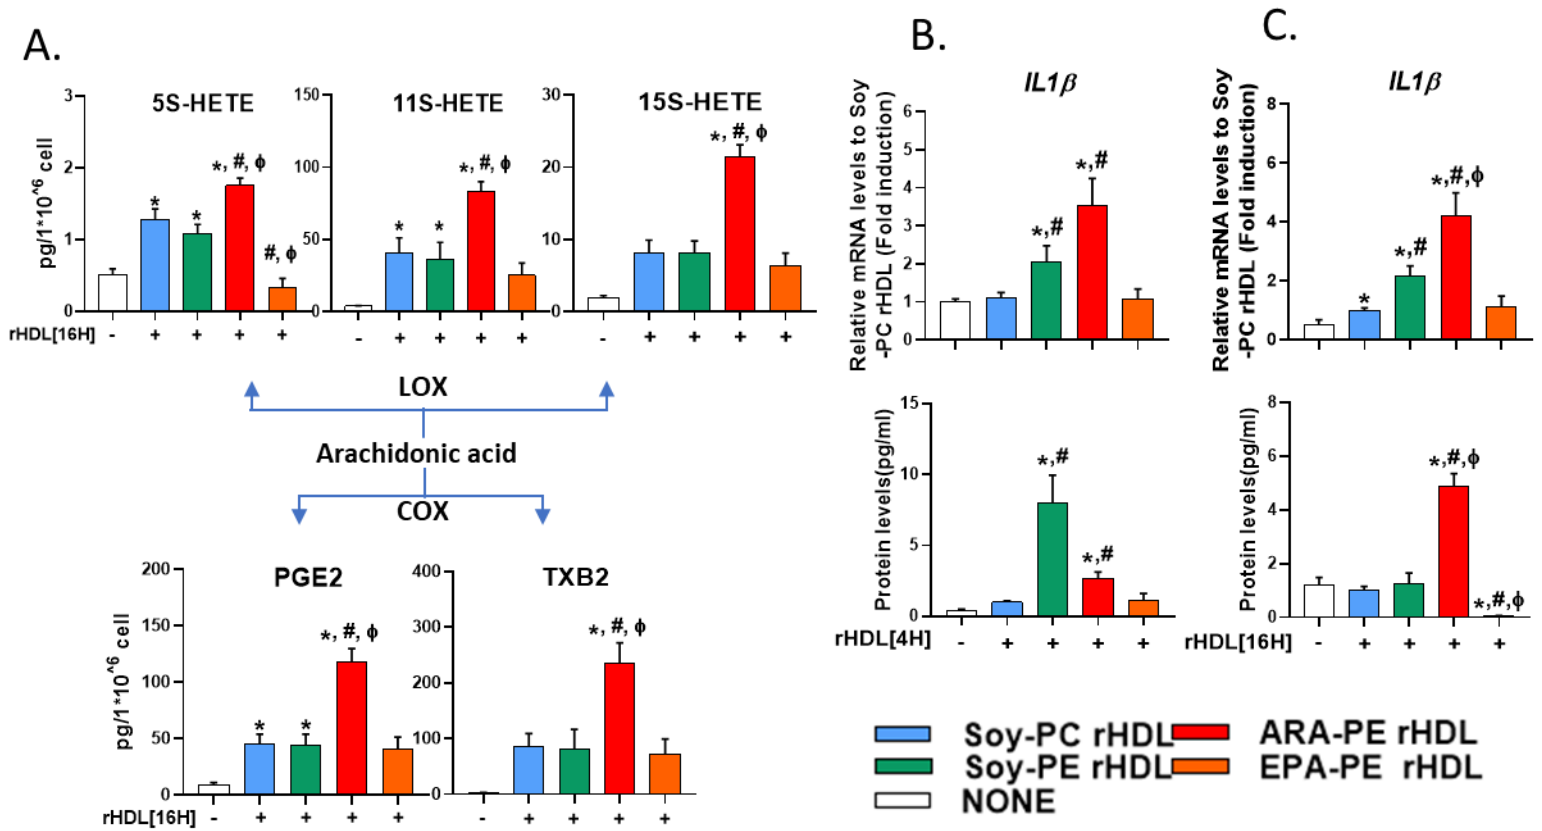 A.
B.
C.
5S-HETE
11S-HETE
15S-HETE
pg/1*10^6 cell
3
2
1
0
*
*
*, #, ϕ
#, ϕ
rHDL[16H] - + + + +
150
100
50
0
*
*
*, #, ϕ
- + + + +
30
20
10
0
*, #, ϕ
- + + + +
LOX
Arachidonic acid
COX
PGE2
pg/1*10^6 cell
200
150
100
50
0
*
*
*, #, ϕ
rHDL[16H] - + + + +
TXB2
400
300
200
100
0
*, #, ϕ
- + + + +
IL1β
Relative mRNA levels to Soy
-PC rHDL (Fold induction)
6
5
4
3
2
1
0
*,#
*,#
Protein levels(pg/ml)
15
10
5
0
*,#
*,#
rHDL[4H] - + + + +
IL1β
Relative mRNA levels to Soy
-PC rHDL (Fold induction)
8
6
4
2
0
*
*,#
*,#,ϕ
Protein levels(pg/ml)
8
6
4
2
0
*,#,ϕ
*,#,ϕ
rHDL[16H] - + + + +
Soy-PC rHDL ARA-PE rHDL
Soy-PE rHDL EPA-PE rHDL
NONE